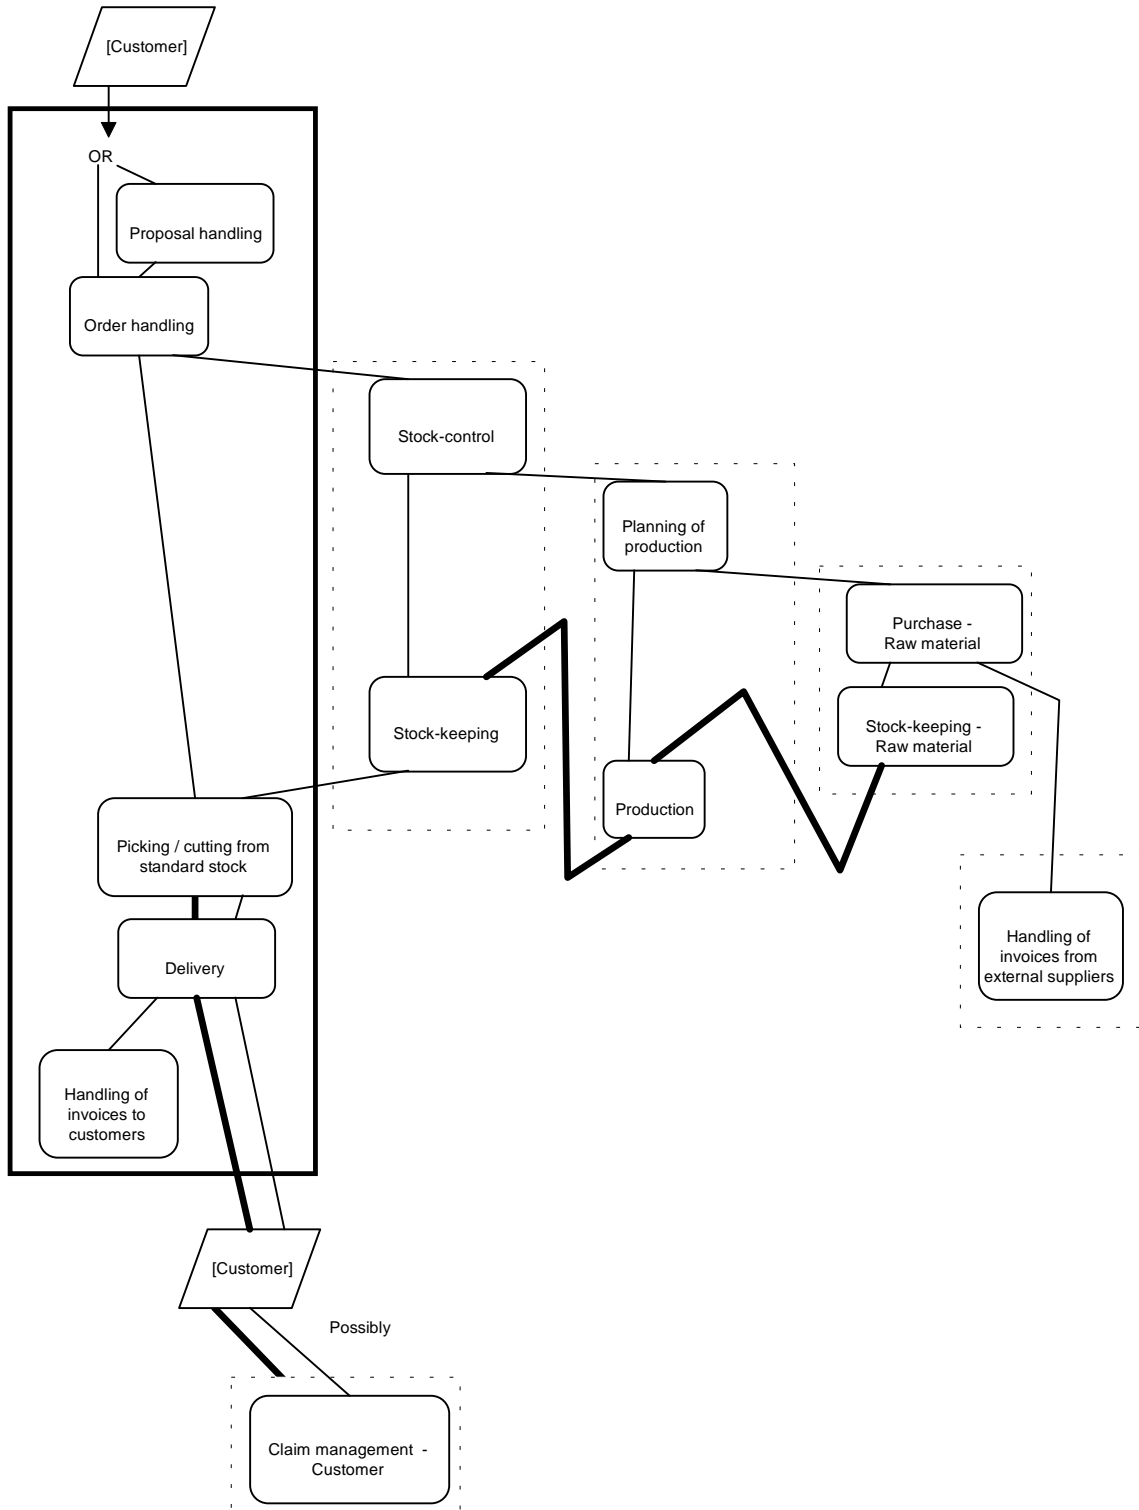 [Customer]
OR
Proposal handling
Order handling
Stock-control
Planning of
production
Purchase -
Raw material
Stock-keeping
Stock-keeping -
Raw material
Production
Picking / cutting from
standard stock
Handling of
invoices from
external suppliers
Delivery
Handling of
invoices to
customers
[Customer]
Possibly
Claim management -
Customer